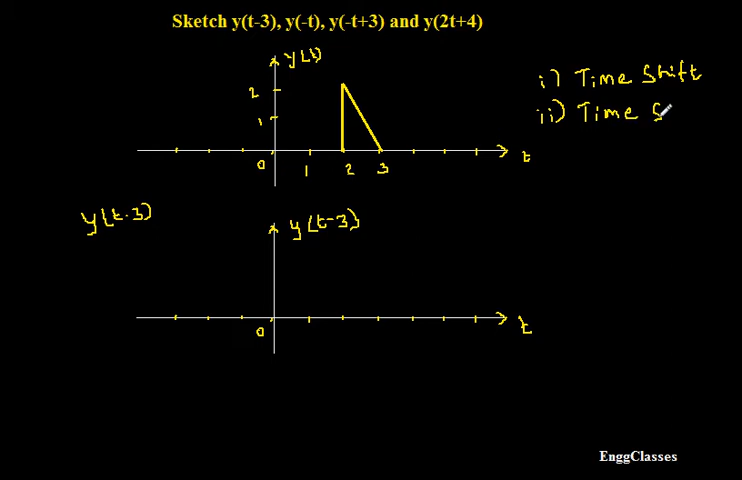 Sketch y(t-3), y(-t), y(-t+3) and y(2t+4)
y(t)
i) Time Shift
ii) Time S
2
1
0 1 2 3 t
y(t-3) y(t-3)
0 t
EnggClasses